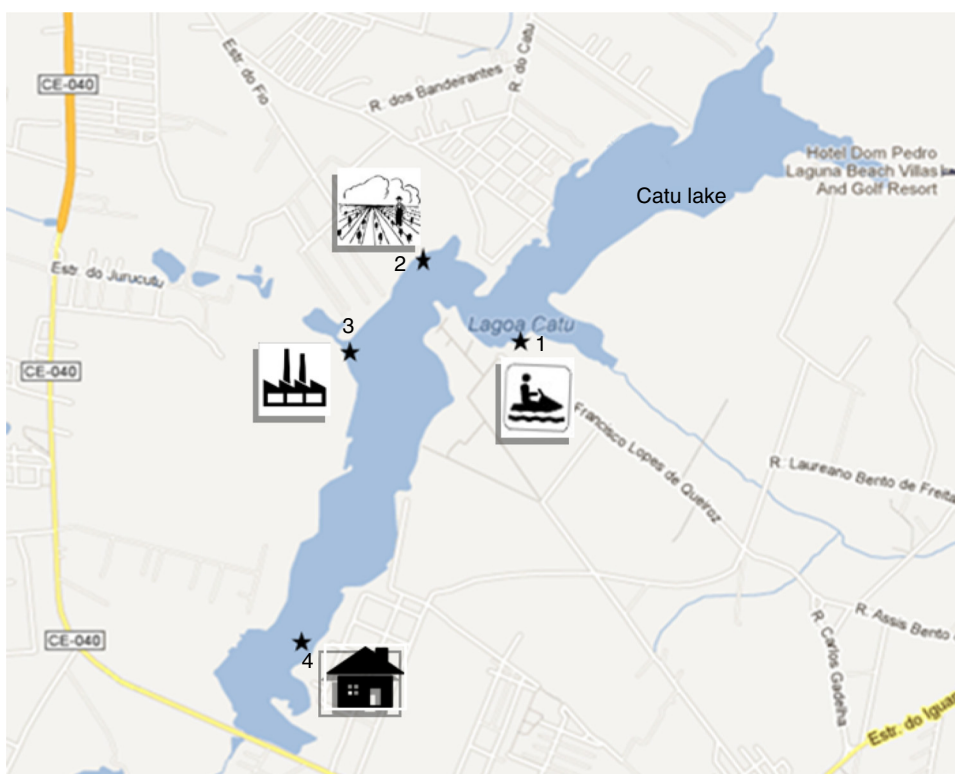 CE-040
Estr. do Fio
R. dos Bandeirantes
R. do Catu
Hotel Dom Pedro
Laguna Beach Villas
And Golf Resort
Catu lake
2
Estr. do Jurucutu
3
Lagoa Catu
1
CE-040
Francisco Lopes de Queiroz
R. Laureano Bento de Freita
R. Assis Bento
CE-040
4
R. Carlos Gadelha
Estr. do Iguar